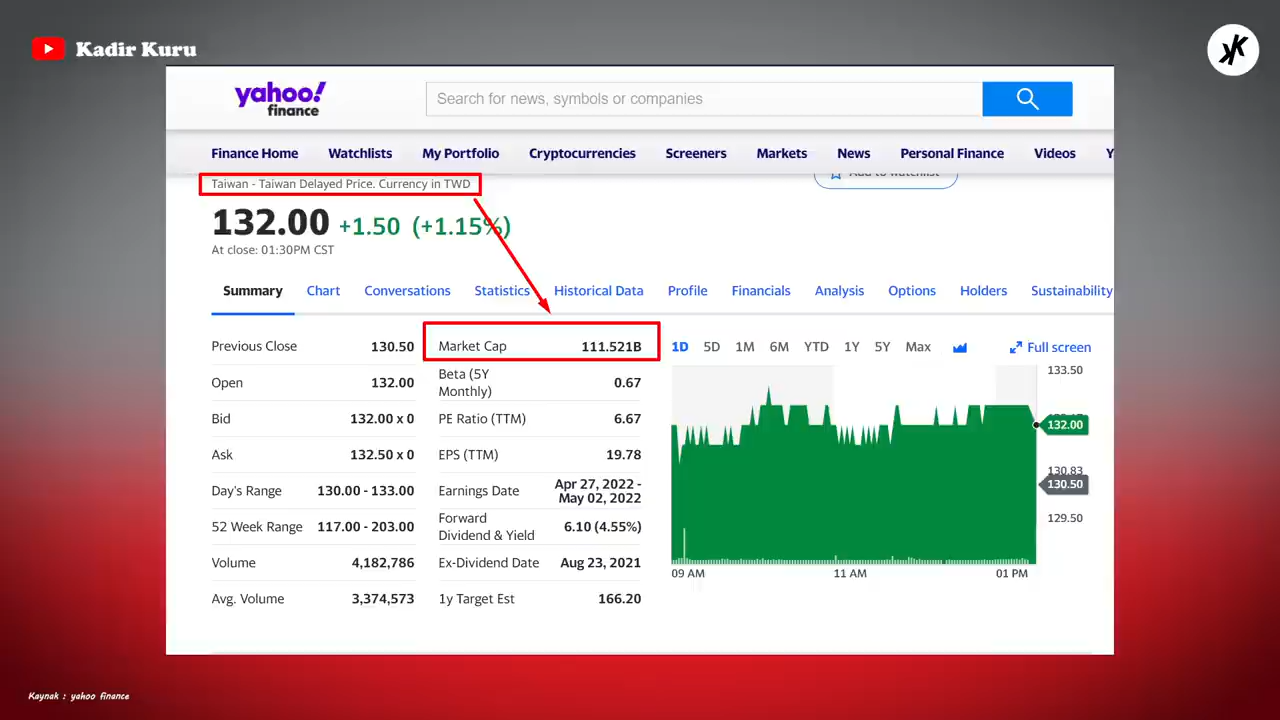 Kadir Kuru
yahoo!
finance
Search for news, symbols or companies
Finance Home Watchlists My Portfolio Cryptocurrencies Screeners Markets News Personal Finance Videos Y
Taiwan - Taiwan Delayed Price. Currency in TWD
Add to watchlist
132.00 +1.50 (+1.15%)
At close: 01:30PM CST
Summary Chart Conversations Statistics Historical Data Profile Financials Analysis Options Holders Sustainability
Previous Close 130.50
Open 132.00
Bid 132.00 x 0
Ask 132.50 x 0
Day's Range 130.00 - 133.00
52 Week Range 117.00 - 203.00
Volume 4,182,786
Avg. Volume 3,374,573
Market Cap 111.521B
Beta (5Y
Monthly) 0.67
PE Ratio (TTM) 6.67
EPS (TTM) 19.78
Earnings Date Apr 27, 2022 -
May 02, 2022
Forward
Dividend & Yield 6.10 (4.55%)
Ex-Dividend Date Aug 23, 2021
1y Target Est 166.20
1D 5D 1M 6M YTD 1Y 5Y Max Full screen
133.50
132.00
130.83
130.50
129.50
09 AM 11 AM 01 PM
Kaynak : yahoo finance